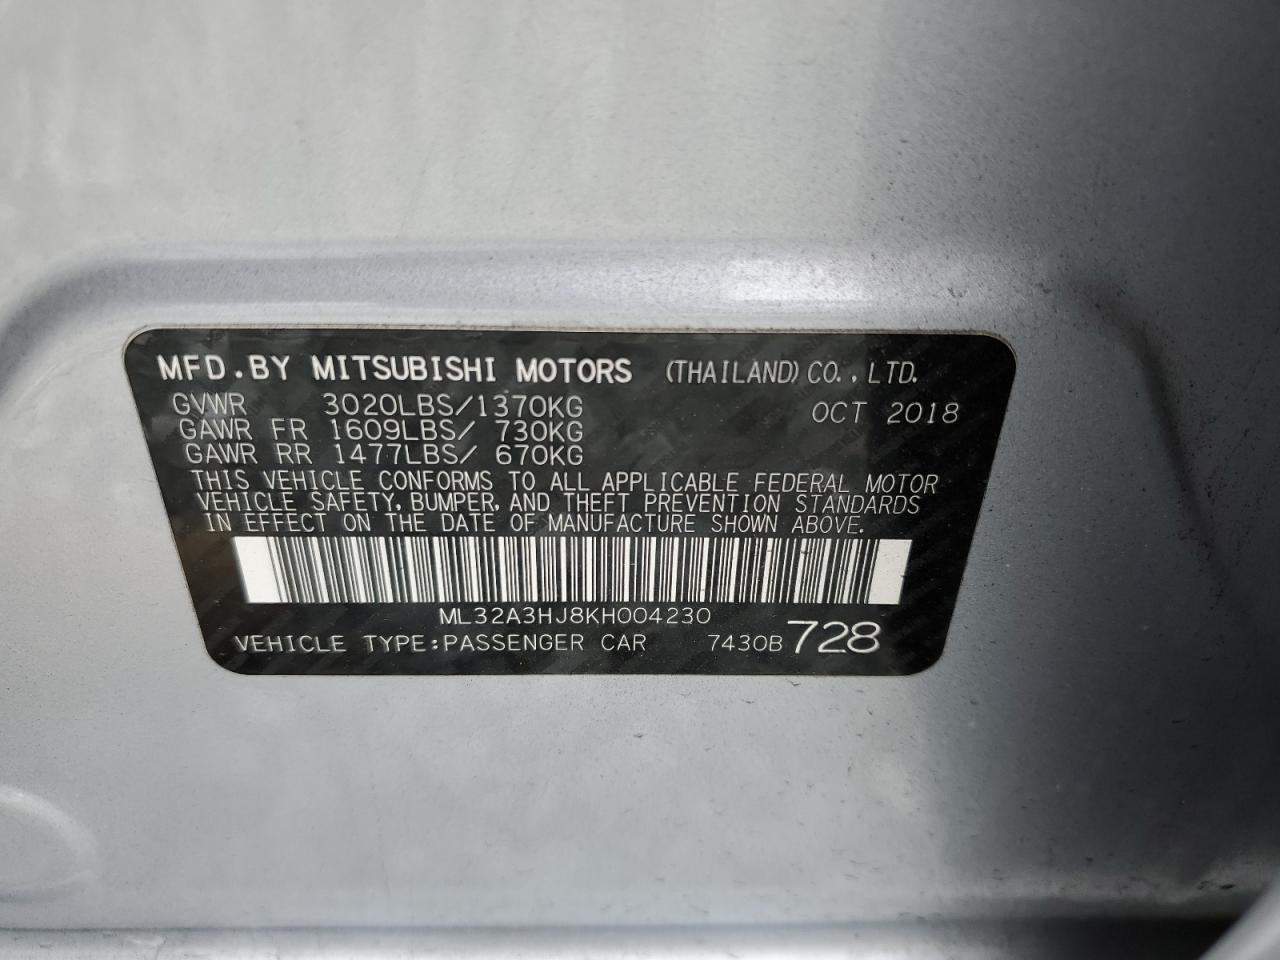 MFD.BY MITSUBISHI MOTORS (THAILAND) CO.,LTD.
GVWR 3020LBS/1370KG OCT 2018
GAWR FR 1609LBS/ 730KG
GAWR RR 1477LBS/ 670KG
THIS VEHICLE CONFORMS TO ALL APPLICABLE FEDERAL MOTOR
VEHICLE SAFETY, BUMPER, AND THEFT PREVENTION STANDARDS
IN EFFECT ON THE DATE OF MANUFACTURE SHOWN ABOVE.
ML32A3HJ8KH004230
VEHICLE TYPE:PASSENGER CAR 7430B 728